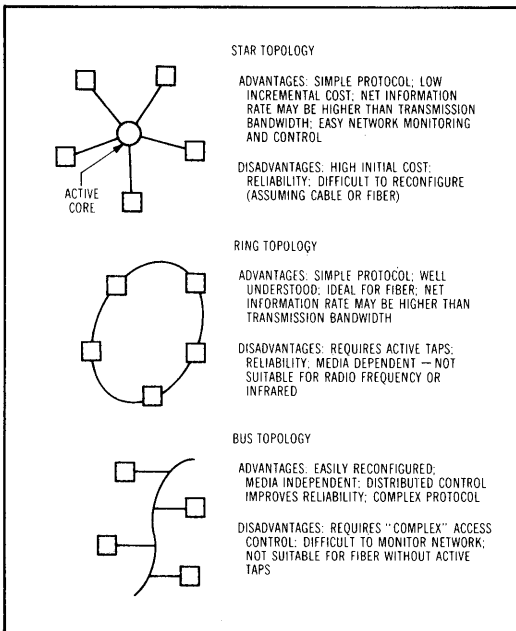 STAR TOPOLOGY
ADVANTAGES: SIMPLE PROTOCOL; LOW
INCREMENTAL COST; NET INFORMATION
RATE MAY BE HIGHER THAN TRANSMISSION
BANDWIDTH; EASY NETWORK MONITORING
AND CONTROL
DISADVANTAGES: HIGH INITIAL COST;
RELIABILITY; DIFFICULT TO RECONFIGURE
(ASSUMING CABLE OR FIBER)
ACTIVE
CORE
RING TOPOLOGY
ADVANTAGES: SIMPLE PROTOCOL; WELL
UNDERSTOOD; IDEAL FOR FIBER; NET
INFORMATION RATE MAY BE HIGHER THAN
TRANSMISSION BANDWIDTH
DISADVANTAGES: REQUIRES ACTIVE TAPS;
RELIABILITY; MEDIA DEPENDENT — NOT
SUITABLE FOR RADIO FREQUENCY OR
INFRARED
BUS TOPOLOGY
ADVANTAGES. EASILY RECONFIGURED;
MEDIA INDEPENDENT; DISTRIBUTED CONTROL
IMPROVES RELIABILITY; COMPLEX PROTOCOL
DISADVANTAGES: REQUIRES "COMPLEX" ACCESS
CONTROL; DIFFICULT TO MONITOR NETWORK;
NOT SUITABLE FOR FIBER WITHOUT ACTIVE
TAPS